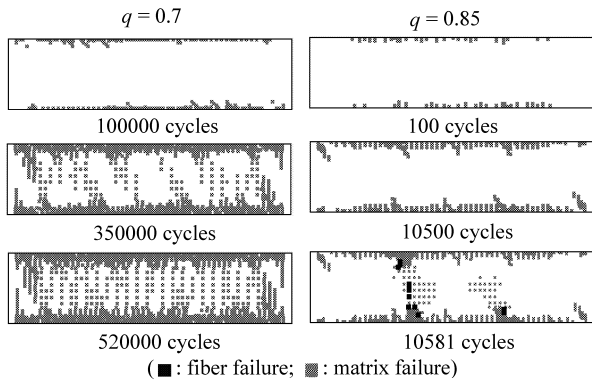 q = 0.7
q = 0.85
100000 cycles
100 cycles
350000 cycles
10500 cycles
520000 cycles
10581 cycles
(■: fiber failure; ▩: matrix failure)